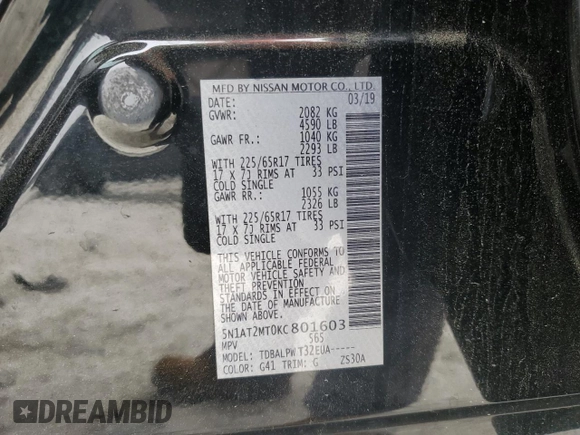 MFD BY NISSAN MOTOR CO., LTD.
DATE: 03/19
GVWR: 2082 KG
4590 LB
GAWR FR.: 1040 KG
2293 LB
WITH 225/65R17 TIRES
17 X 7J RIMS AT 33 PSI
COLD SINGLE
GAWR RR.: 1055 KG
2326 LB
WITH 225/65R17 TIRES
17 X 7J RIMS AT 33 PSI
COLD SINGLE
THIS VEHICLE CONFORMS TO
ALL APPLICABLE FEDERAL
MOTOR VEHICLE SAFETY AND
THEFT PREVENTION
STANDARDS IN EFFECT ON
THE DATE OF MANUFACTURE
SHOWN ABOVE.
5N1AT2MT0KC801603
MPV 565
MODEL: TDBALPW T32EUA-----
COLOR: G41 TRIM: G ZS30A
DREAMBID